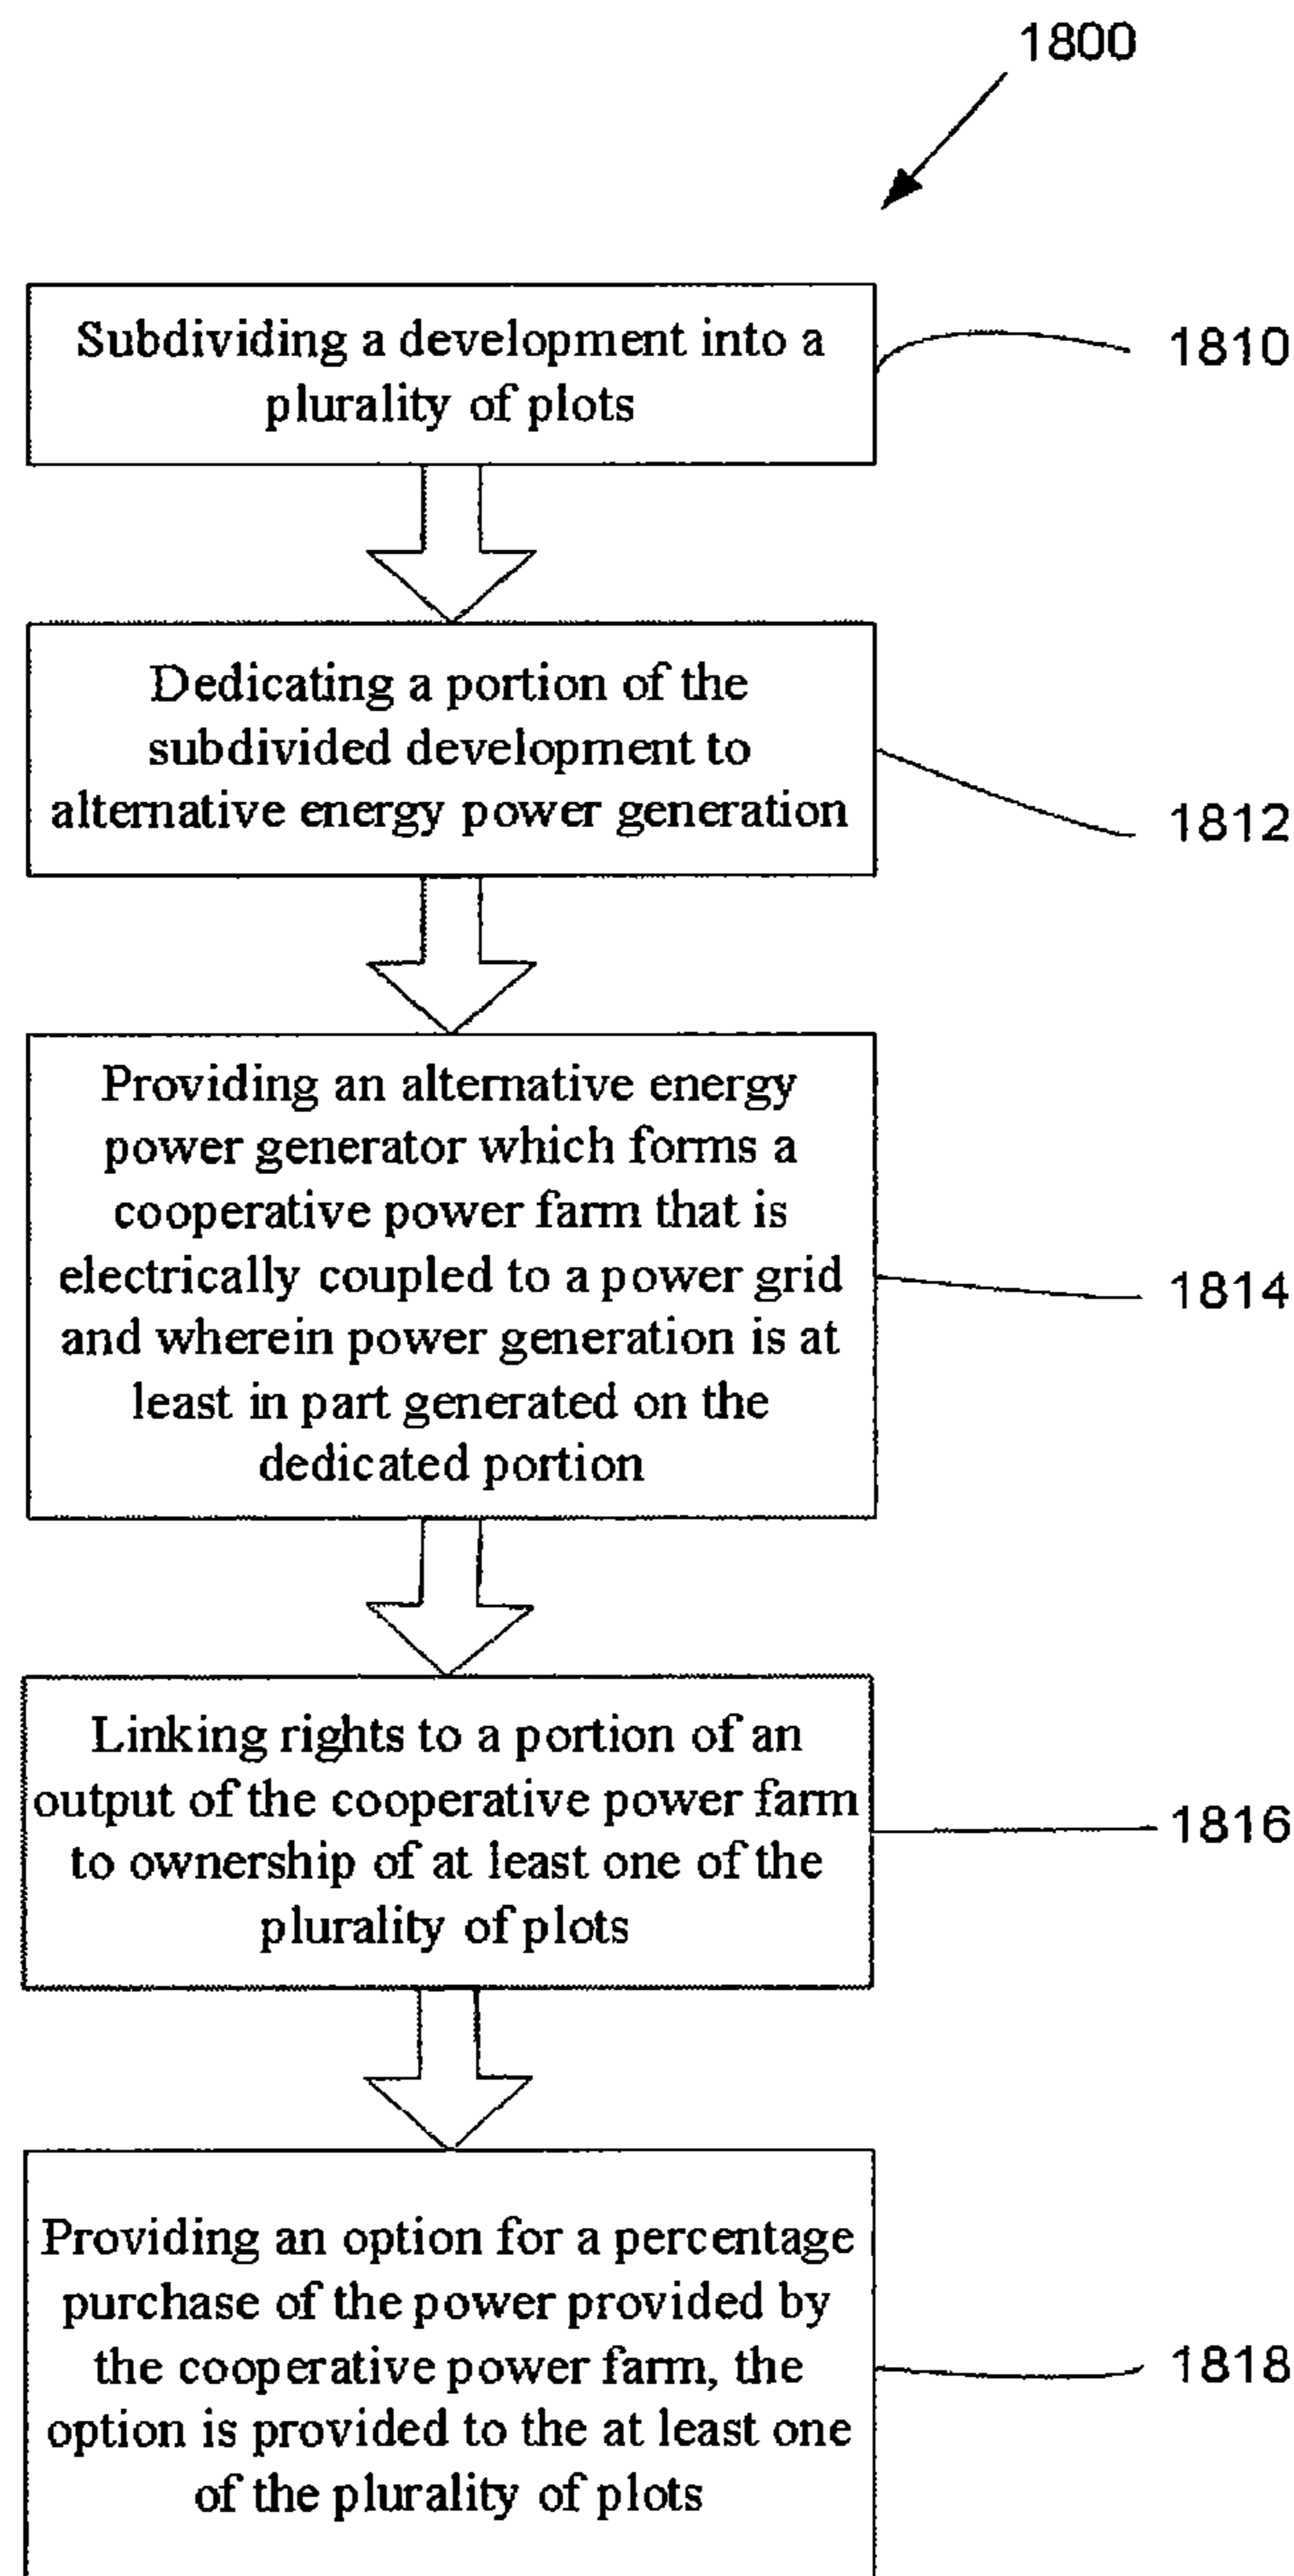 1800
Subdividing a development into a
plurality of plots
1810
Dedicating a portion of the
subdivided development to
alternative energy power generation
1812
Providing an alternative energy
power generator which forms a
cooperative power farm that is
electrically coupled to a power grid
and wherein power generation is at
least in part generated on the
dedicated portion
1814
Linking rights to a portion of an
output of the cooperative power farm
to ownership of at least one of the
plurality of plots
1816
Providing an option for a percentage
purchase of the power provided by
the cooperative power farm, the
option is provided to the at least one
of the plurality of plots
1818